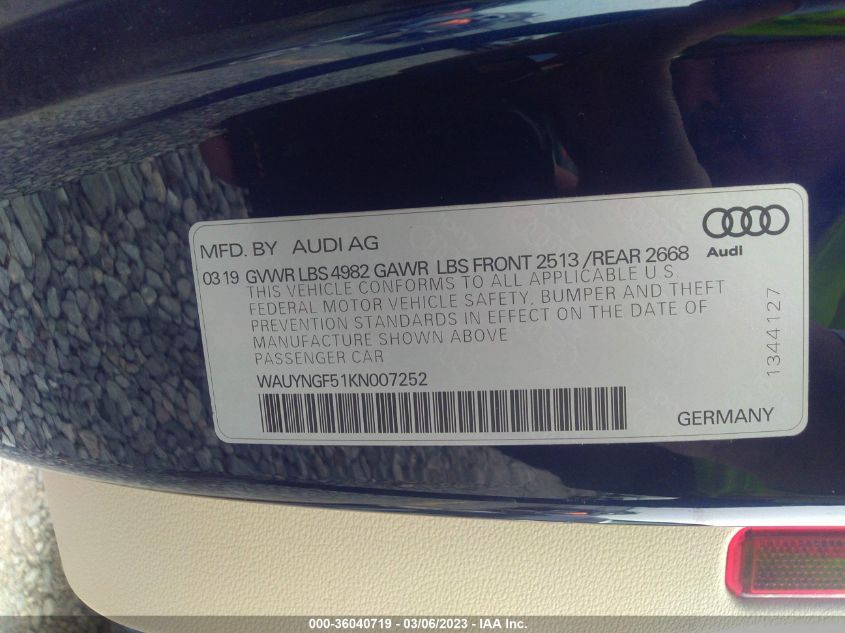 MFD. BY AUDI AG
Audi
03 19 GVWR LBS 4982 GAWR LBS FRONT 2513 /REAR 2668
THIS VEHICLE CONFORMS TO ALL APPLICABLE U S
FEDERAL MOTOR VEHICLE SAFETY, BUMPER AND THEFT
PREVENTION STANDARDS IN EFFECT ON THE DATE OF
MANUFACTURE SHOWN ABOVE
PASSENGER CAR
1344127
WAUYNGF51KN007252
GERMANY
000-36040719 - 03/06/2023 - IAA Inc.